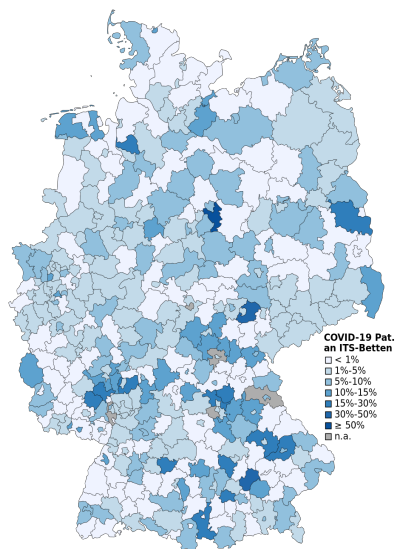 COVID-19 Pat.
an ITS-Betten
< 1%
1%-5%
5%-10%
10%-15%
15%-30%
30%-50%
≥ 50%
n.a.